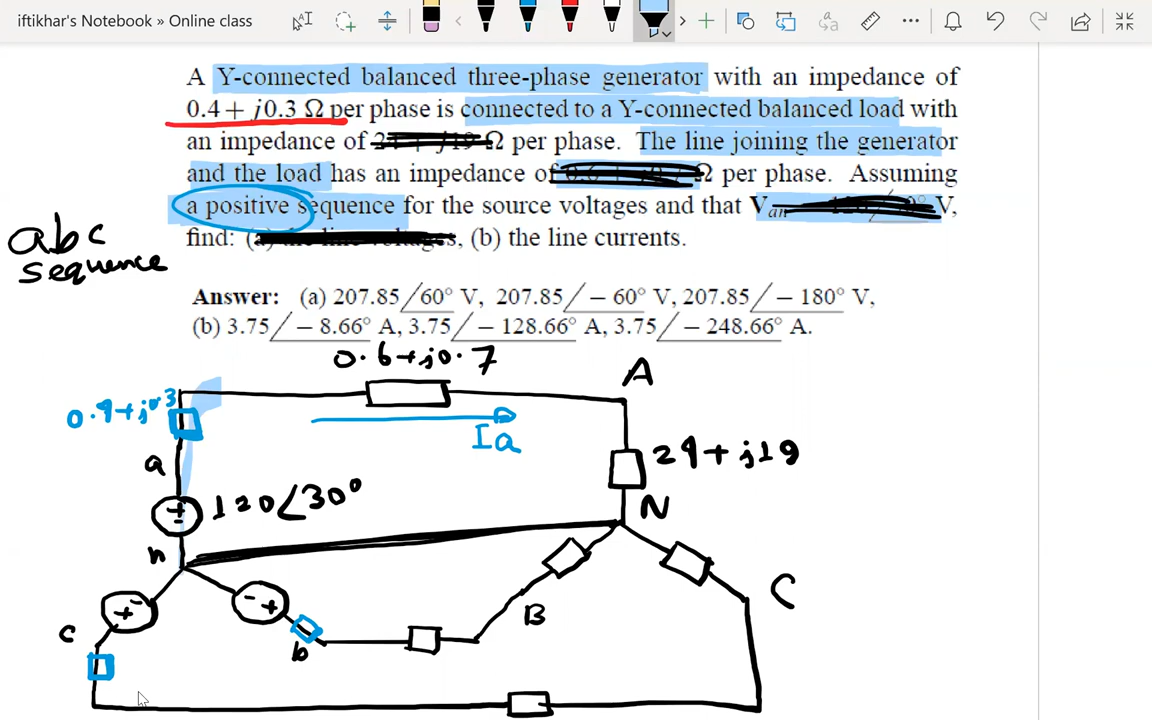 iftikhar's Notebook » Online class
A Y-connected balanced three-phase generator with an impedance of
0.4 + j0.3 Ω per phase is connected to a Y-connected balanced load with
an impedance of Ω per phase. The line joining the generator
and the load has an impedance of Ω per phase. Assuming
a positive sequence for the source voltages and that V_an V,
find: (b) the line currents.
abc
sequence
Answer: (a) 207.85/60° V, 207.85/− 60° V, 207.85/− 180° V,
(b) 3.75/− 8.66° A, 3.75/− 128.66° A, 3.75/− 248.66° A.
0.6+j0.7
A
0.4+j0.3
Ia
a
24+j19
120∠30°
N
n
C
B
c
b